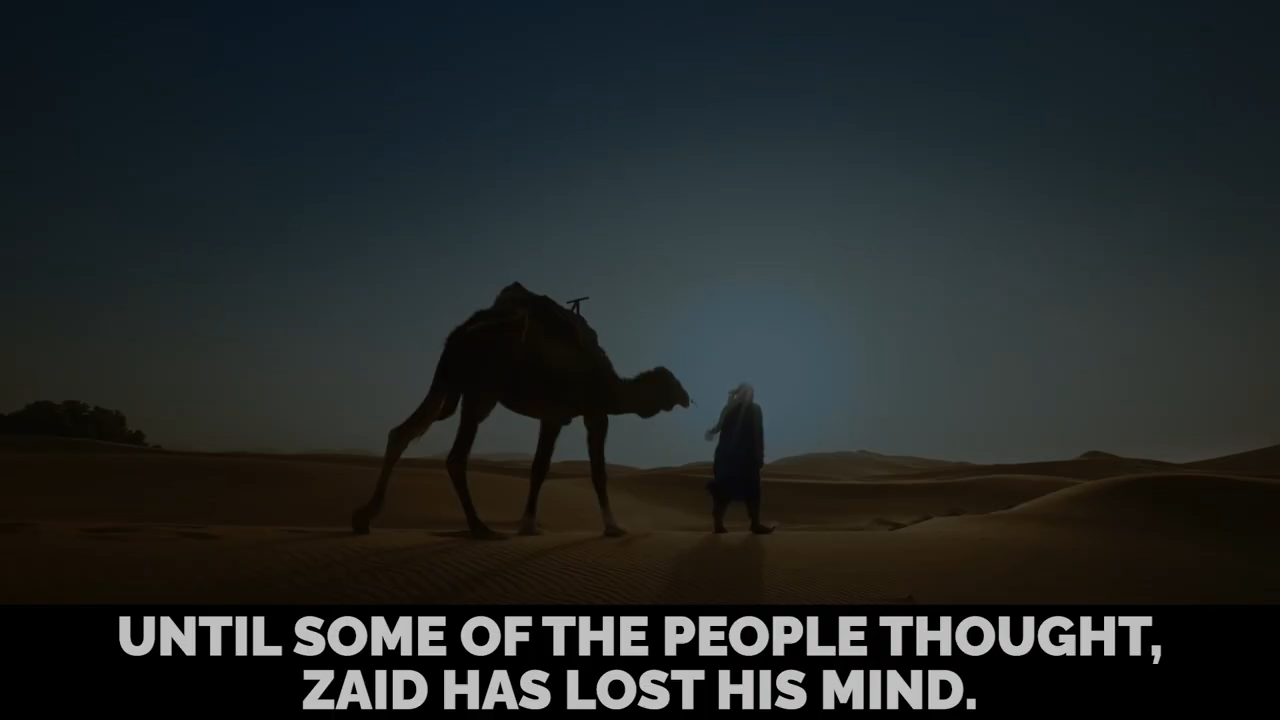 UNTIL SOME OF THE PEOPLE THOUGHT,
ZAID HAS LOST HIS MIND.